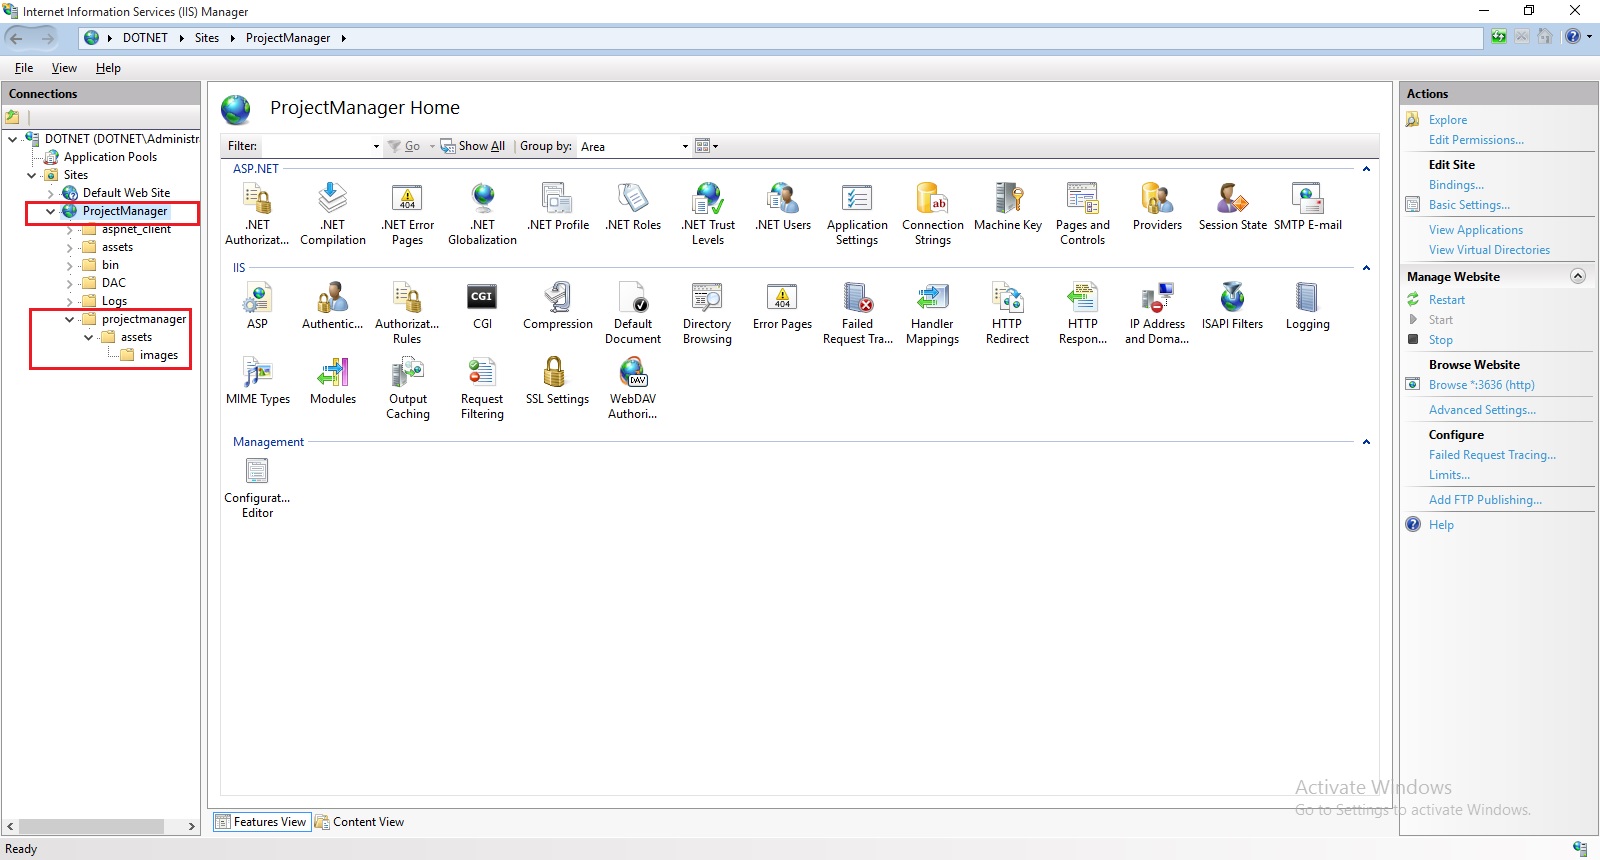 Internet Information Services (IIS) Manager
DOTNET Sites ProjectManager
File View Help
Connections
DOTNET (DOTNET\Administr
Application Pools
Sites
Default Web Site
ProjectManager
aspnet_client
assets
bin
DAC
Logs
projectmanager
assets
images
ProjectManager Home
Filter: Go Show All Group by: Area
ASP.NET
.NET Authorizat...
.NET Compilation
.NET Error Pages
.NET Globalization
.NET Profile
.NET Roles
.NET Trust Levels
.NET Users
Application Settings
Connection Strings
Machine Key
Pages and Controls
Providers
Session State
SMTP E-mail
IIS
ASP
Authentic...
Authorizat... Rules
CGI
Compression
Default Document
Directory Browsing
Error Pages
Failed Request Tra...
Handler Mappings
HTTP Redirect
HTTP Respon...
IP Address and Doma...
ISAPI Filters
Logging
MIME Types
Modules
Output Caching
Request Filtering
SSL Settings
WebDAV Authori...
Management
Configurat... Editor
Features View Content View
Ready
Actions
Explore
Edit Permissions...
Edit Site
Bindings...
Basic Settings...
View Applications
View Virtual Directories
Manage Website
Restart
Start
Stop
Browse Website
Browse *:3636 (http)
Advanced Settings...
Configure
Failed Request Tracing...
Limits...
Add FTP Publishing...
Help
Activate Windows
Go to Settings to activate Windows.